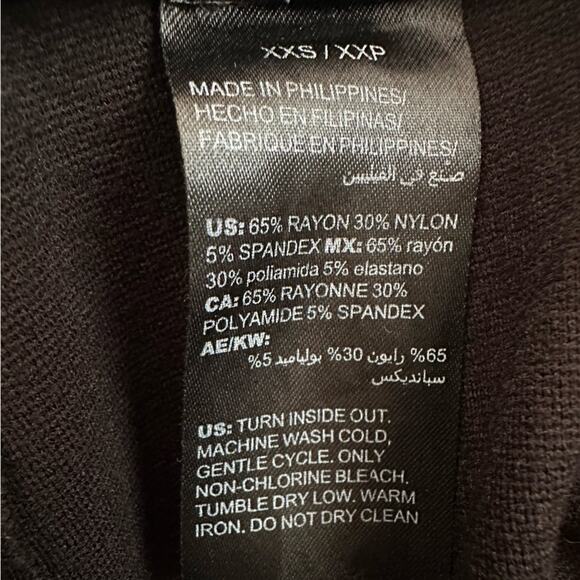 XXS / XXP
MADE IN PHILIPPINES/
HECHO EN FILIPINAS/
FABRIQUE EN PHILIPPINES/
صنع في الفلبين
US: 65% RAYON 30% NYLON
5% SPANDEX MX: 65% rayón
30% poliamida 5% elastano
CA: 65% RAYONNE 30%
POLYAMIDE 5% SPANDEX
AE/KW:
%65 رايون 30% بولياميد 5%
سبانديكس
US: TURN INSIDE OUT.
MACHINE WASH COLD,
GENTLE CYCLE. ONLY
NON-CHLORINE BLEACH.
TUMBLE DRY LOW. WARM
IRON. DO NOT DRY CLEAN